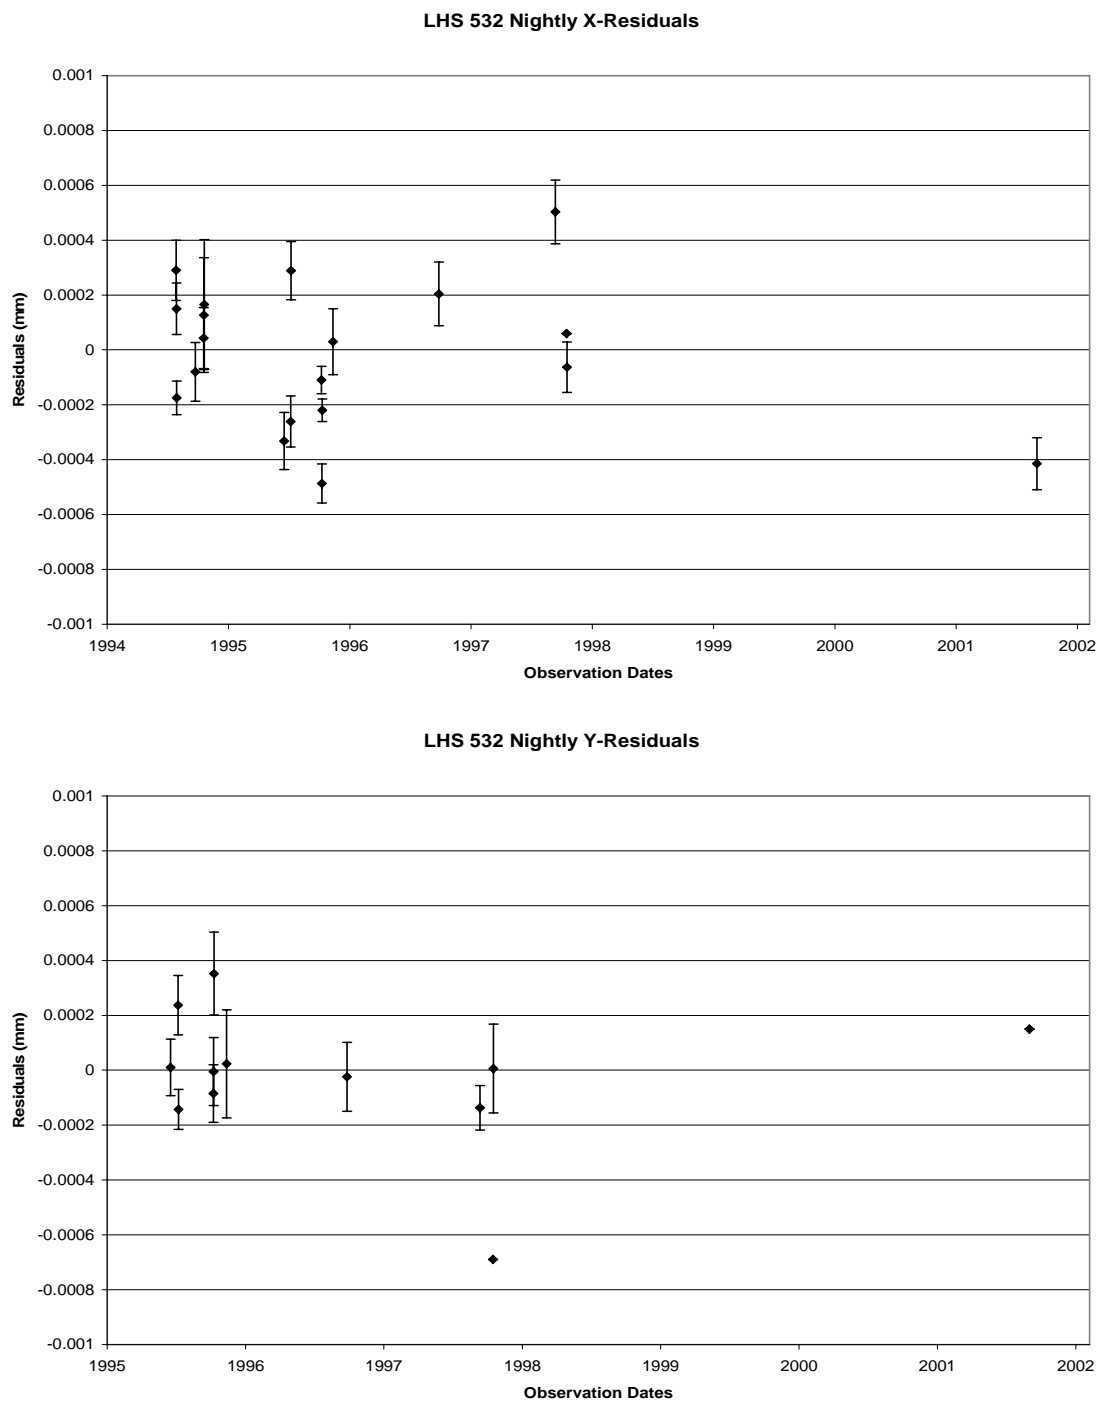 LHS 532 Nightly X-Residuals
0.001
0.0008
0.0006
0.0004
0.0002
0
-0.0002
-0.0004
-0.0006
-0.0008
-0.001
Residuals (mm)
1994 1995 1996 1997 1998 1999 2000 2001 2002
Observation Dates
LHS 532 Nightly Y-Residuals
0.001
0.0008
0.0006
0.0004
0.0002
0
-0.0002
-0.0004
-0.0006
-0.0008
-0.001
Residuals (mm)
1995 1996 1997 1998 1999 2000 2001 2002
Observation Dates